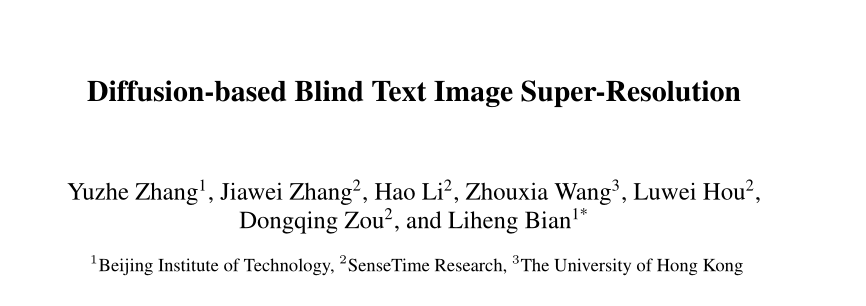 Diffusion-based Blind Text Image Super-Resolution
Yuzhe Zhang¹, Jiawei Zhang², Hao Li², Zhouxia Wang³, Luwei Hou²,
Dongqing Zou², and Liheng Bian¹*
¹Beijing Institute of Technology, ²SenseTime Research, ³The University of Hong Kong